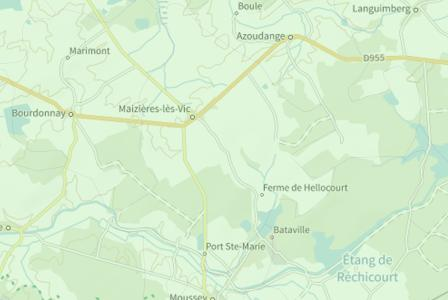 Boule
Languimberg
Azoudange
Marimont
D955
Maizières-lès-Vic
Bourdonnay
Ferme de Hellocourt
Bataville
Port Ste-Marie
Étang de
Réchicourt
Moussey